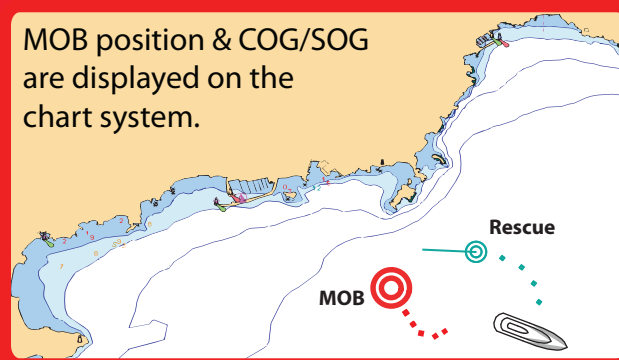 MOB position & COG/SOG
are displayed on the
chart system.
Rescue
MOB